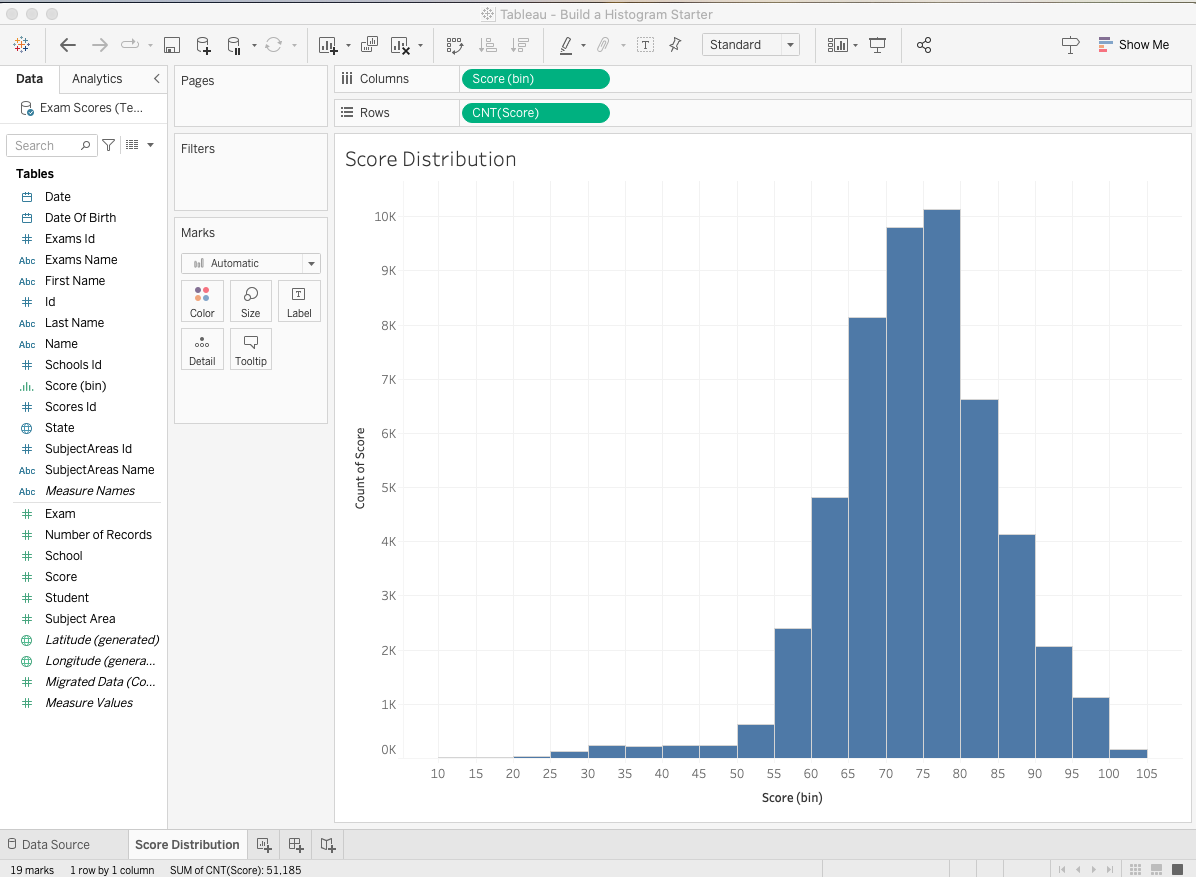 Tableau - Build a Histogram Starter
Standard
Show Me
Data
Analytics
Exam Scores (Te...
Search
Tables
Date
Date Of Birth
Exams Id
Abc Exams Name
Abc First Name
Id
Abc Last Name
Abc Name
Schools Id
Score (bin)
Scores Id
State
SubjectAreas Id
Abc SubjectAreas Name
Abc Measure Names
Exam
Number of Records
School
Score
Student
Subject Area
Latitude (generated)
Longitude (genera...
Migrated Data (Co...
Measure Values
Pages
Filters
Marks
Automatic
Color
Size
Label
Detail
Tooltip
Columns
Score (bin)
Rows
CNT(Score)
Score Distribution
Count of Score
10K
9K
8K
7K
6K
5K
4K
3K
2K
1K
0K
10 15 20 25 30 35 40 45 50 55 60 65 70 75 80 85 90 95 100 105
Score (bin)
Data Source
Score Distribution
19 marks
1 row by 1 column
SUM of CNT(Score): 51,185